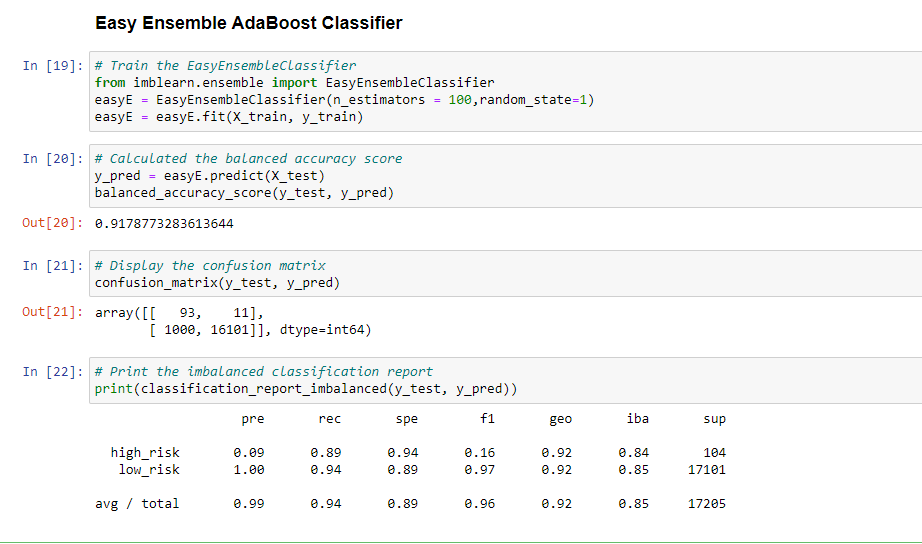 Easy Ensemble AdaBoost Classifier
In [19]: # Train the EasyEnsembleClassifier
from imblearn.ensemble import EasyEnsembleClassifier
easyE = EasyEnsembleClassifier(n_estimators = 100,random_state=1)
easyE = easyE.fit(X_train, y_train)
In [20]: # Calculated the balanced accuracy score
y_pred = easyE.predict(X_test)
balanced_accuracy_score(y_test, y_pred)
Out[20]: 0.9178773283613644
In [21]: # Display the confusion matrix
confusion_matrix(y_test, y_pred)
Out[21]: array([[   93,    11],
       [ 1000, 16101]], dtype=int64)
In [22]: # Print the imbalanced classification report
print(classification_report_imbalanced(y_test, y_pred))
pre rec spe f1 geo iba sup
high_risk 0.09 0.89 0.94 0.16 0.92 0.84 104
low_risk 1.00 0.94 0.89 0.97 0.92 0.85 17101
avg / total 0.99 0.94 0.89 0.96 0.92 0.85 17205